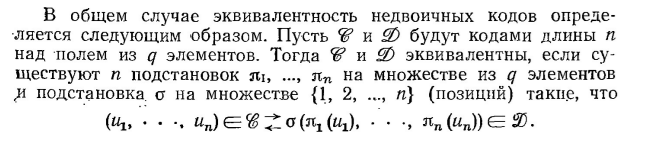 В общем случае эквивалентность недвоичных кодов опреде-
ляется следующим образом. Пусть 𝒞 и 𝒟 будут кодами длины n
над полем из q элементов. Тогда 𝒞 и 𝒟 эквивалентны, если су-
ществуют n подстановок π₁, ..., πₙ на множестве из q элементов
и подстановка σ на множестве {1, 2, ..., n} (позиций) такие, что
(u₁, · · ·, uₙ) ∈ 𝒞 ⇄ σ(π₁(u₁), · · ·, πₙ(uₙ)) ∈ 𝒟.